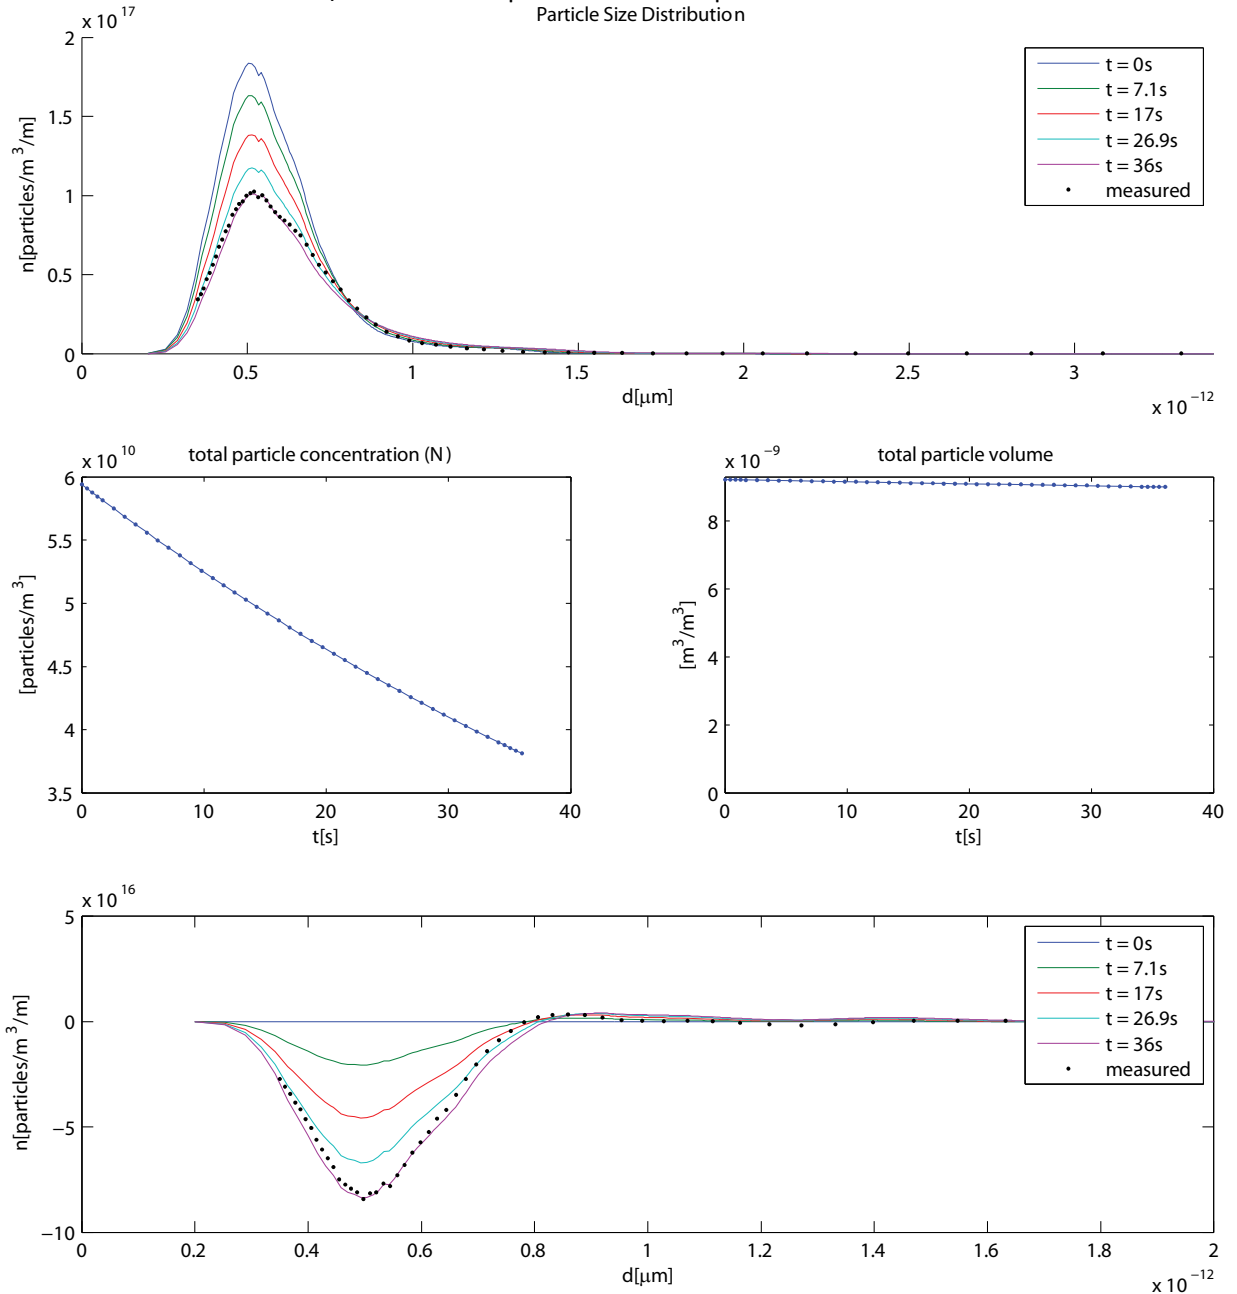 Particle Size Distribution
x 10 17
2
1.5
1
0.5
0
n[particles/m 3/m]
0 0.5 1 1.5 2 2.5 3
d[μm]
x 10 −12
t = 0s
t = 7.1s
t = 17s
t = 26.9s
t = 36s
measured
total particle concentration (N)
x 10 10
6
5.5
5
4.5
4
3.5
[particles/m 3]
0 10 20 30 40
t[s]
total particle volume
x 10 −9
8
6
4
2
0
[m 3/m 3]
0 10 20 30 40
t[s]
x 10 16
5
0
−5
−10
n[particles/m 3/m]
0 0.2 0.4 0.6 0.8 1 1.2 1.4 1.6 1.8 2
d[μm]
x 10 −12
t = 0s
t = 7.1s
t = 17s
t = 26.9s
t = 36s
measured